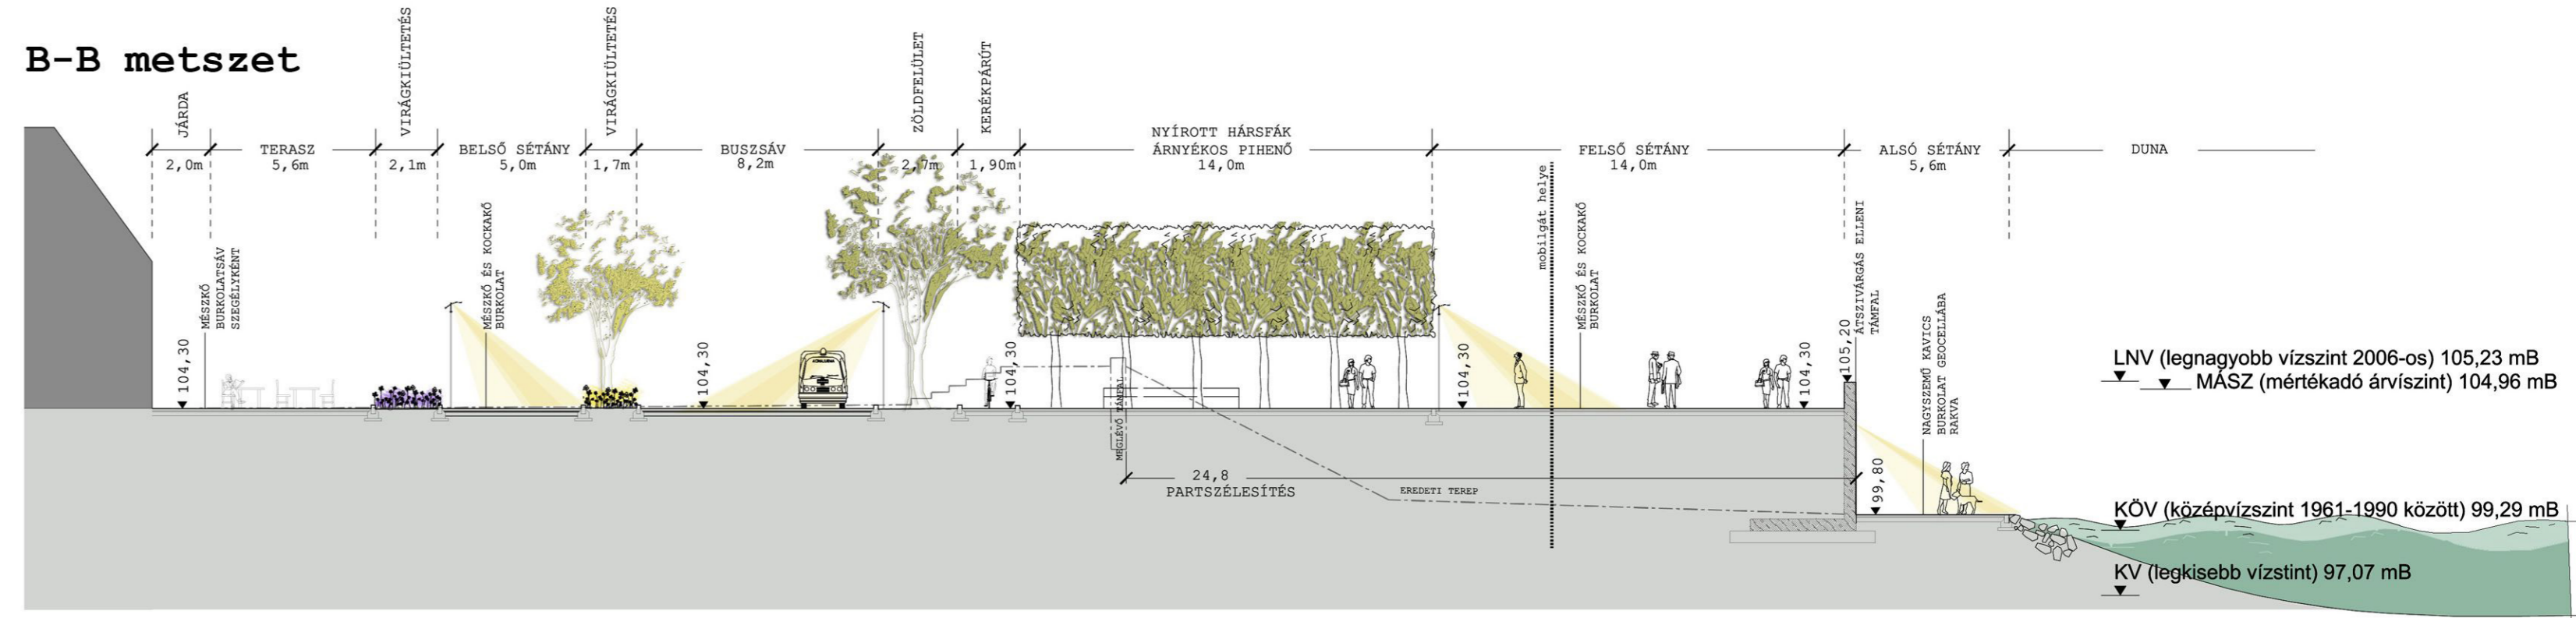 B-B metszet
JÁRDA
2,0m
TERASZ
5,6m
VIRÁGKIÜLTETÉS
2,1m
BELSŐ SÉTÁNY
5,0m
VIRÁGKIÜLTETÉS
1,7m
BUSZSÁV
8,2m
ZÖLDFELÜLET
2,7m
KERÉKPÁRÚT
1,90m
NYÍROTT HÁRSFÁK
ÁRNYÉKOS PIHENŐ
14,0m
FELSŐ SÉTÁNY
14,0m
ALSÓ SÉTÁNY
5,6m
DUNA
104,30
MÉSZKŐ
BURKOLATSÁV
SZEGÉLYKÉNT
MÉSZKŐ ÉS KOCKAKŐ
BURKOLAT
104,30
104,30
MEGLÉVŐ TÁMFAL
104,30
mobilgát helye
MÉSZKŐ ÉS KOCKAKŐ
BURKOLAT
104,30
105,20
ÁTSZIVÁRGÁS ELLENI
TÁMFAL
99,80
NAGYSZEMŰ KAVICS
BURKOLAT GEOCELLÁBA
RAKVA
24,8
PARTSZÉLESÍTÉS
EREDETI TEREP
LNV (legnagyobb vízszint 2006-os) 105,23 mB
MÁSZ (mértékadó árvíszint) 104,96 mB
KÖV (középvízszint 1961-1990 között) 99,29 mB
KV (legkisebb vízstint) 97,07 mB